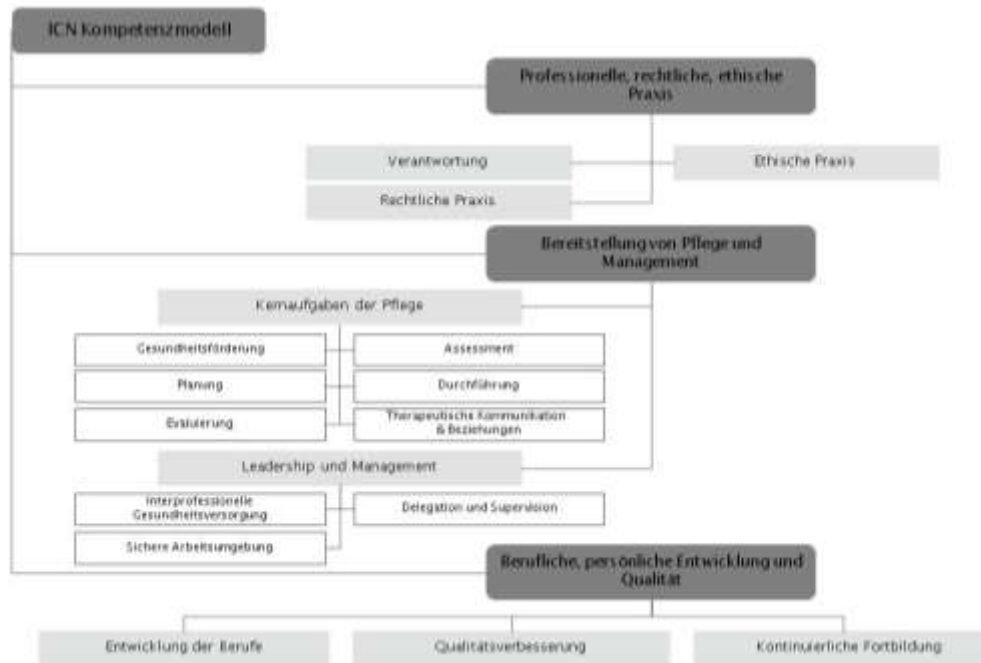 ICN Kompetenzmodell
Professionelle, rechtliche, ethische
Praxis
Verantwortung
Ethische Praxis
Rechtliche Praxis
Bereitstellung von Pflege und
Management
Kernaufgaben der Pflege
Gesundheitsförderung
Assessment
Planung
Durchführung
Evaluierung
Therapeutische Kommunikation
& Beziehungen
Leadership und Management
Interprofessionelle
Gesundheitsversorgung
Delegation und Supervision
Sichere Arbeitsumgebung
Berufliche, persönliche Entwicklung und
Qualität
Entwicklung der Berufe
Qualitätsverbesserung
Kontinuierliche Fortbildung